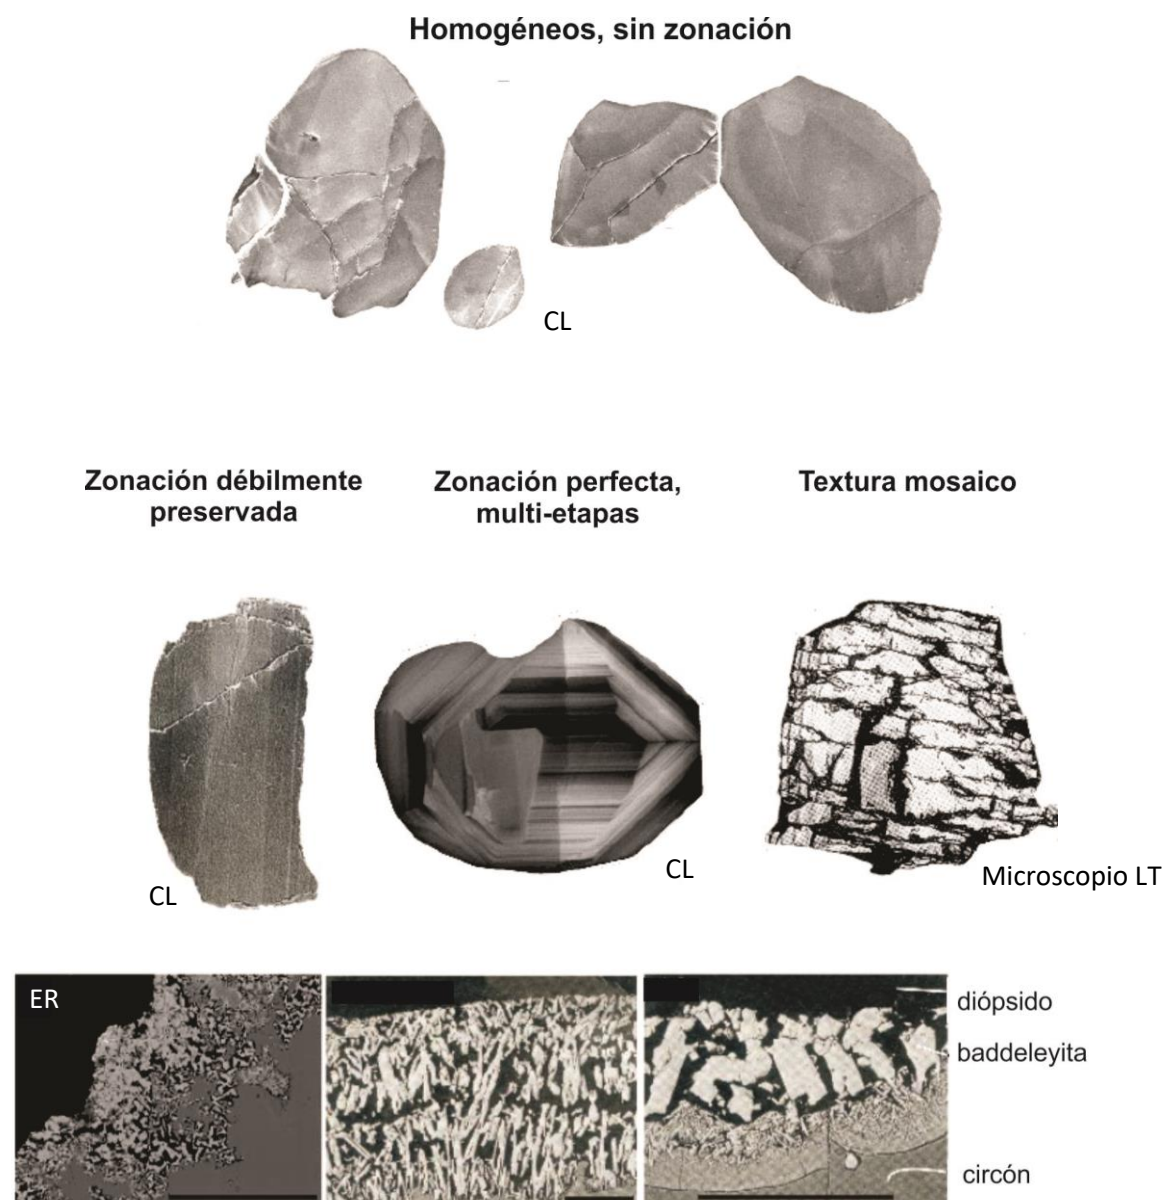 Homogéneos, sin zonación
CL
Zonación débilmente
preservada
Zonación perfecta,
multi-etapas
Textura mosaico
CL
CL
Microscopio LT
ER
diópsido
baddeleyita
circón